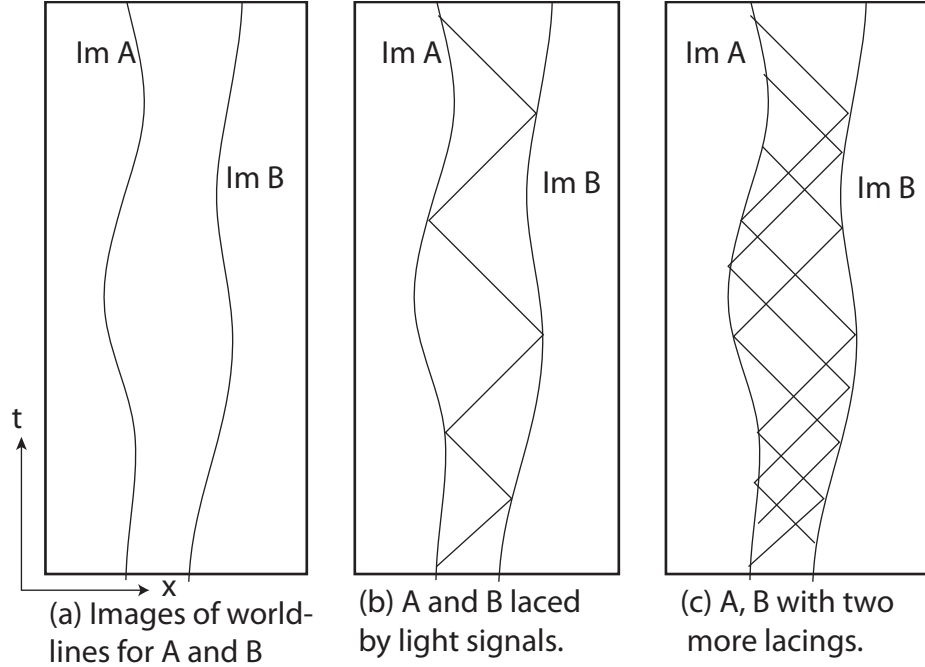 Im A
Im B
t
x
(a) Images of world-
lines for A and B
Im A
Im B
(b) A and B laced
by light signals.
Im A
Im B
(c) A, B with two
more lacings.